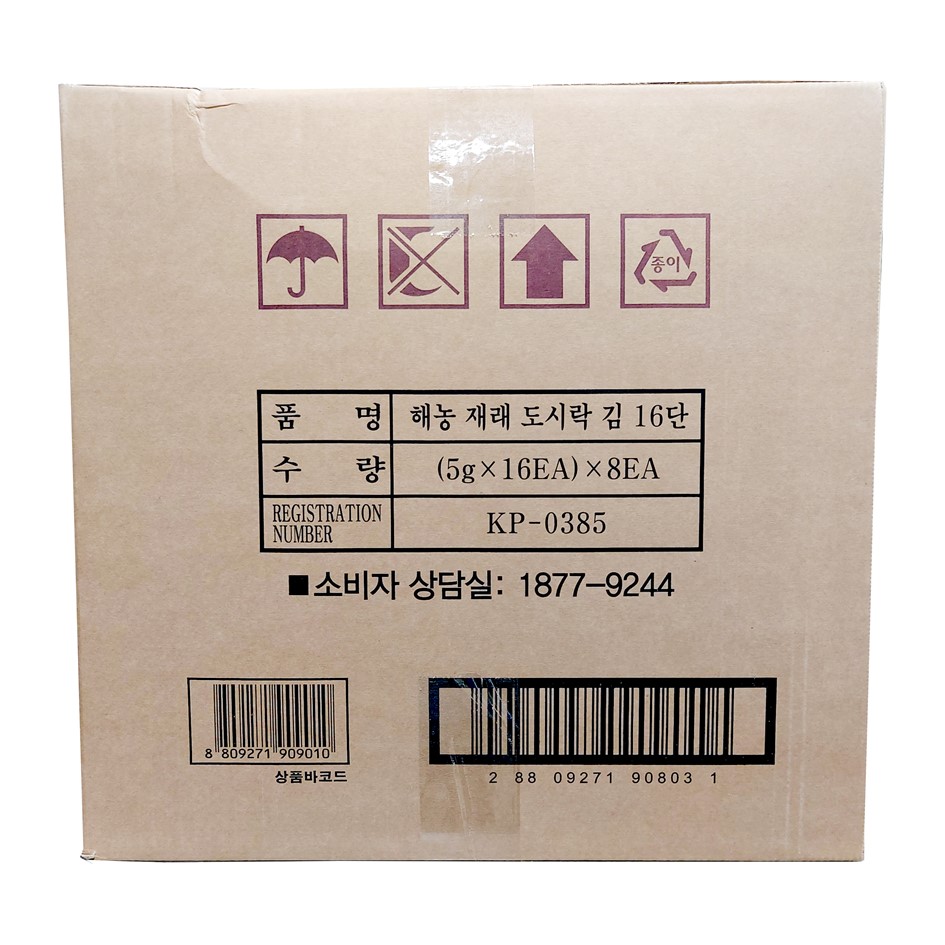 종이
품 명 해농 재래 도시락 김 16단
수 량 (5g×16EA)×8EA
REGISTRATION NUMBER KP-0385
■소비자 상담실: 1877-9244
8 809271 909010
상품바코드
2 88 09271 90803 1